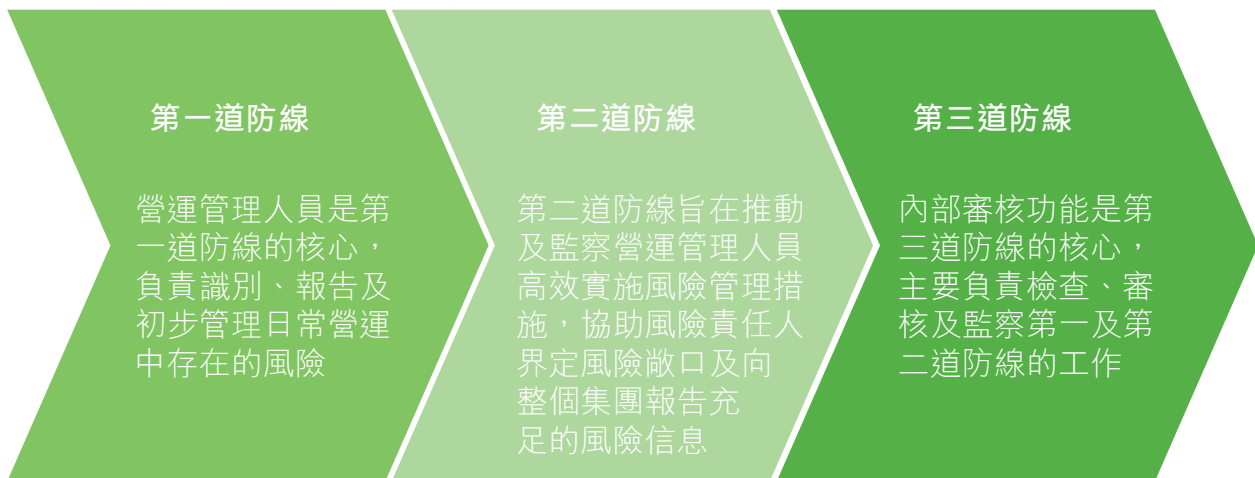 第一道防線
營運管理人員是第
一道防線的核心，
負責識別、報告及
初步管理日常營運
中存在的風險
第二道防線
第二道防線旨在推動
及監察營運管理人員
高效實施風險管理措
施，協助風險責任人
界定風險敞口及向
整個集團報告充
足的風險信息
第三道防線
內部審核功能是第
三道防線的核心，
主要負責檢查、審
核及監察第一及第
二道防線的工作